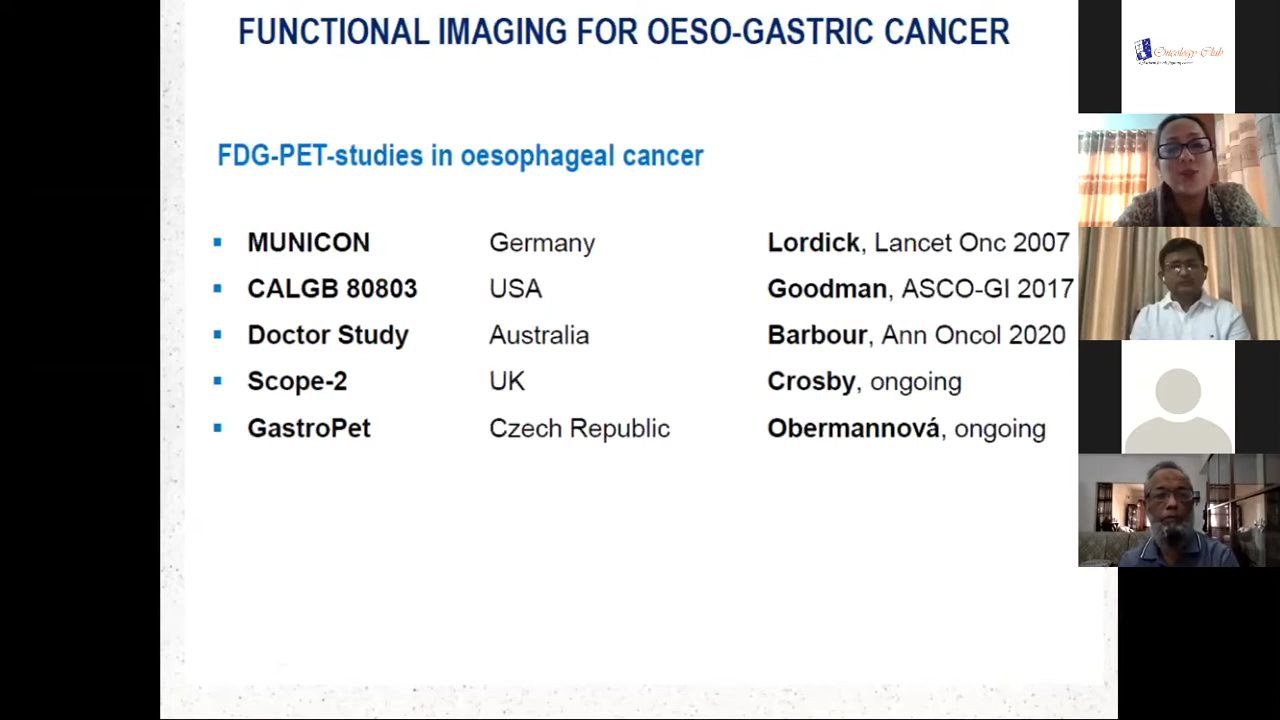 FUNCTIONAL IMAGING FOR OESO-GASTRIC CANCER
FDG-PET-studies in oesophageal cancer
▪ MUNICON Germany Lordick, Lancet Onc 2007
▪ CALGB 80803 USA Goodman, ASCO-GI 2017
▪ Doctor Study Australia Barbour, Ann Oncol 2020
▪ Scope-2 UK Crosby, ongoing
▪ GastroPet Czech Republic Obermannová, ongoing
Oncology Club